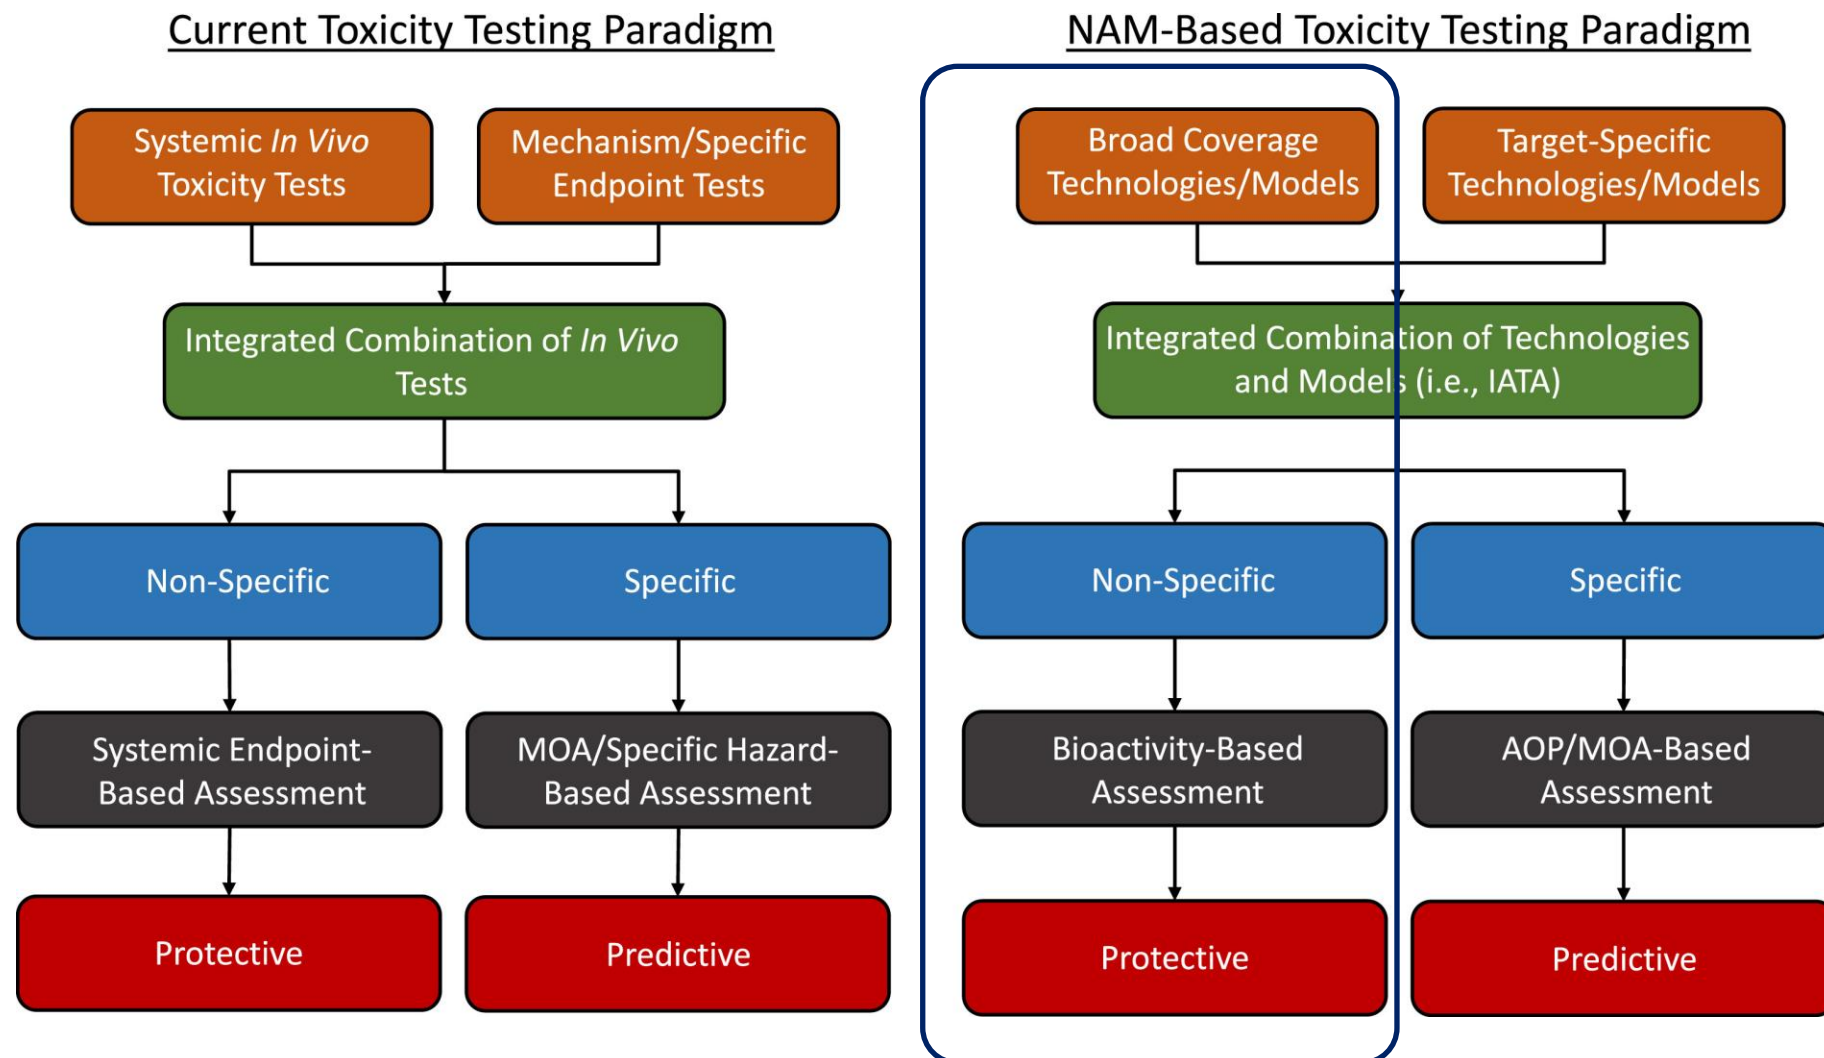 Current Toxicity Testing Paradigm
Systemic In Vivo
Toxicity Tests
Mechanism/Specific
Endpoint Tests
Integrated Combination of In Vivo
Tests
Non-Specific
Specific
Systemic Endpoint-
Based Assessment
MOA/Specific Hazard-
Based Assessment
Protective
Predictive
NAM-Based Toxicity Testing Paradigm
Broad Coverage
Technologies/Models
Target-Specific
Technologies/Models
Integrated Combination of Technologies
and Models (i.e., IATA)
Non-Specific
Specific
Bioactivity-Based
Assessment
AOP/MOA-Based
Assessment
Protective
Predictive